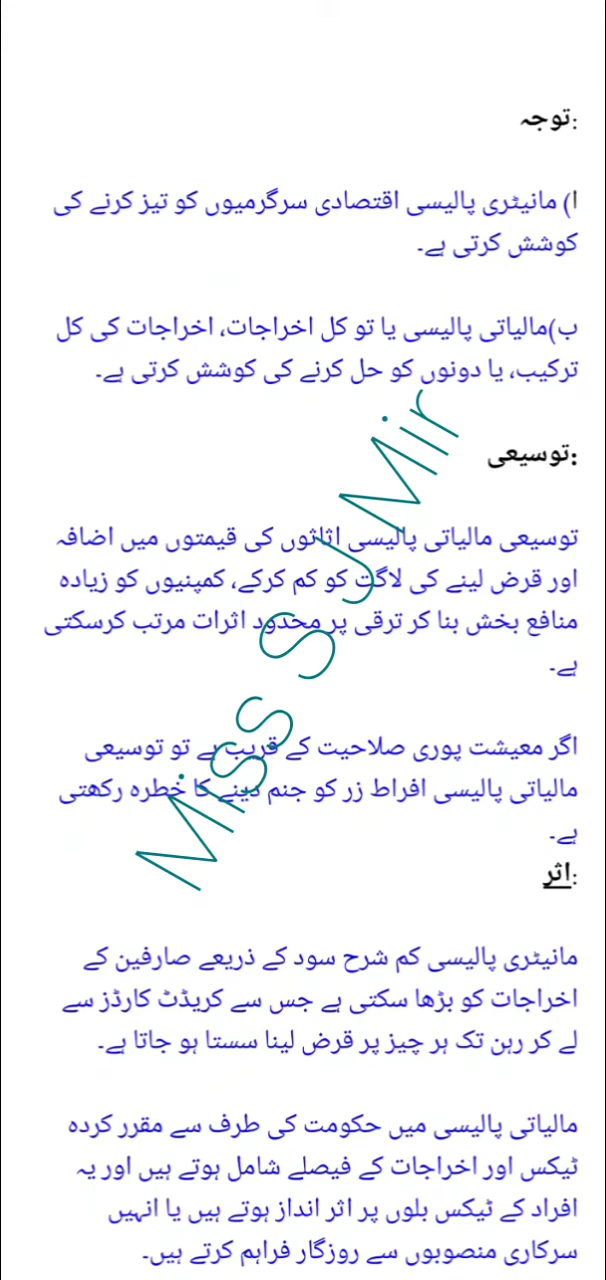 توجہ:
ا) مانیٹری پالیسی اقتصادی سرگرمیوں کو تیز کرنے کی
کوشش کرتی ہے۔
ب)مالیاتی پالیسی یا تو کل اخراجات، اخراجات کی کل
ترکیب، یا دونوں کو حل کرنے کی کوشش کرتی ہے۔
توسیعی:
توسیعی مالیاتی پالیسی اثاثوں کی قیمتوں میں اضافہ
اور قرض لینے کی لاگت کو کم کرکے، کمپنیوں کو زیادہ
منافع بخش بنا کر ترقی پر محدود اثرات مرتب کرسکتی
ہے۔
اگر معیشت پوری صلاحیت کے قریب ہے تو توسیعی
مالیاتی پالیسی افراط زر کو جنم دینے کا خطرہ رکھتی
ہے۔
اثر:
مانیٹری پالیسی کم شرح سود کے ذریعے صارفین کے
اخراجات کو بڑھا سکتی ہے جس سے کریڈٹ کارڈز سے
لے کر رہن تک ہر چیز پر قرض لینا سستا ہو جاتا ہے۔
مالیاتی پالیسی میں حکومت کی طرف سے مقرر کردہ
ٹیکس اور اخراجات کے فیصلے شامل ہوتے ہیں اور یہ
افراد کے ٹیکس بلوں پر اثر انداز ہوتے ہیں یا انہیں
سرکاری منصوبوں سے روزگار فراہم کرتے ہیں۔
Miss S J Mir